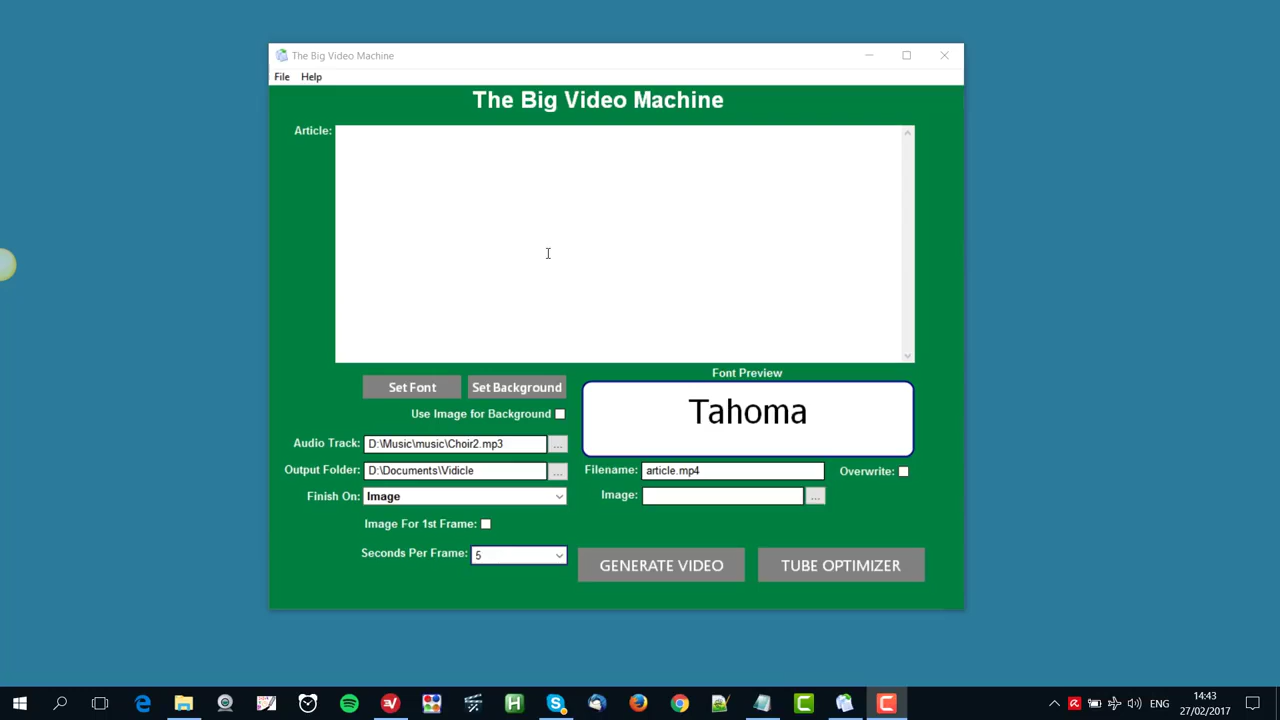 The Big Video Machine
File Help
The Big Video Machine
Article:
Set Font Set Background
Font Preview
Tahoma
Use Image for Background
Audio Track: D:\Music\music\Choir2.mp3 ...
Output Folder: D:\Documents\Vidicle ... Filename: article.mp4 Overwrite:
Finish On: Image Image: ...
Image For 1st Frame:
Seconds Per Frame: 5
GENERATE VIDEO TUBE OPTIMIZER
ENG
14:43
27/02/2017